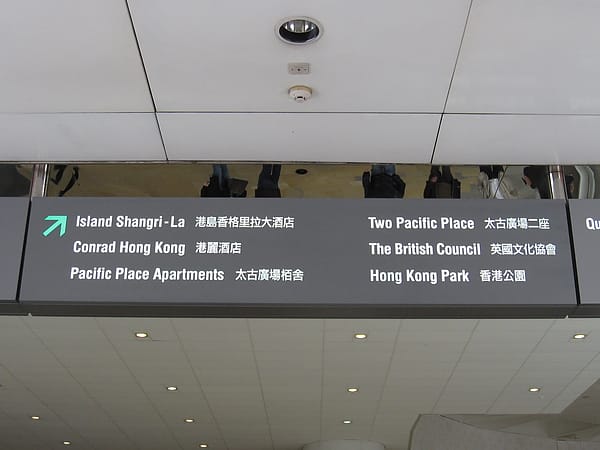 Island Shangri-La 港島香格里拉大酒店
Conrad Hong Kong 港麗酒店
Pacific Place Apartments 太古廣場栢舍
Two Pacific Place 太古廣場二座
The British Council 英國文化協會
Hong Kong Park 香港公園